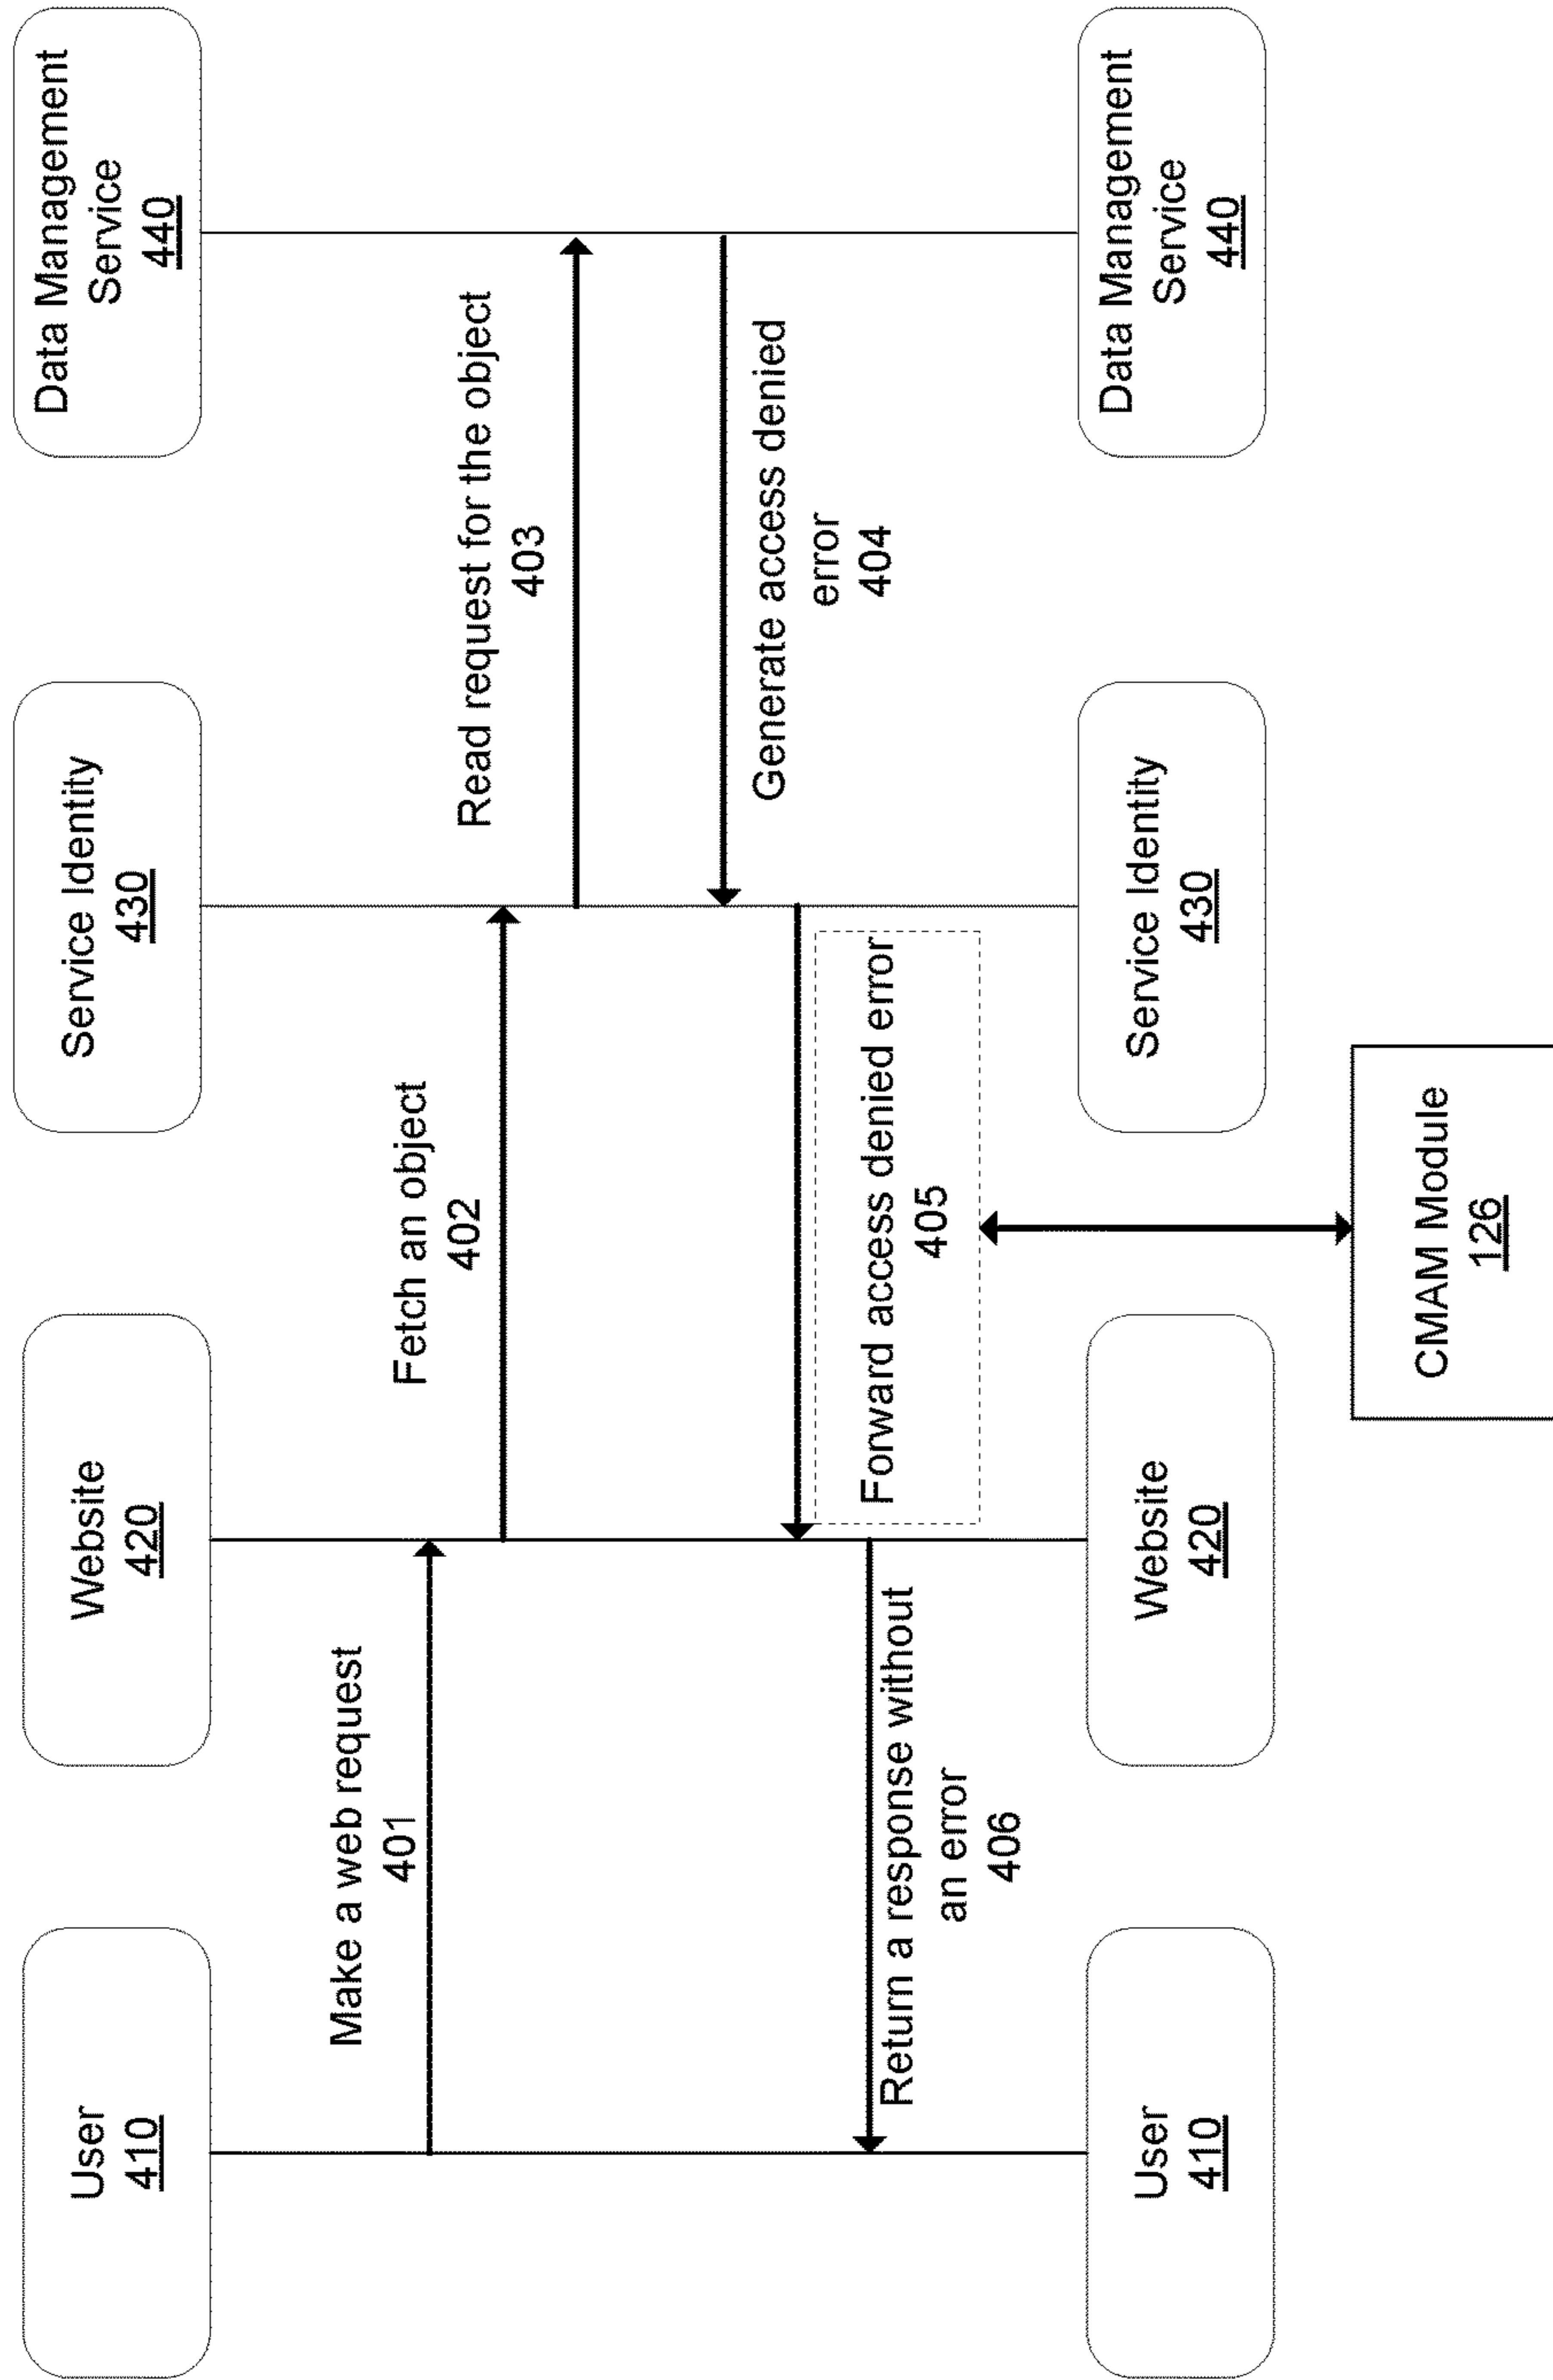 User
410
Website
420
Service Identity
430
Data Management
Service
440
Make a web request
401
Fetch an object
402
Read request for the object
403
Generate access denied
error
404
Forward access denied error
405
Return a response without
an error
406
User
410
Website
420
Service Identity
430
Data Management
Service
440
CMAM Module
126